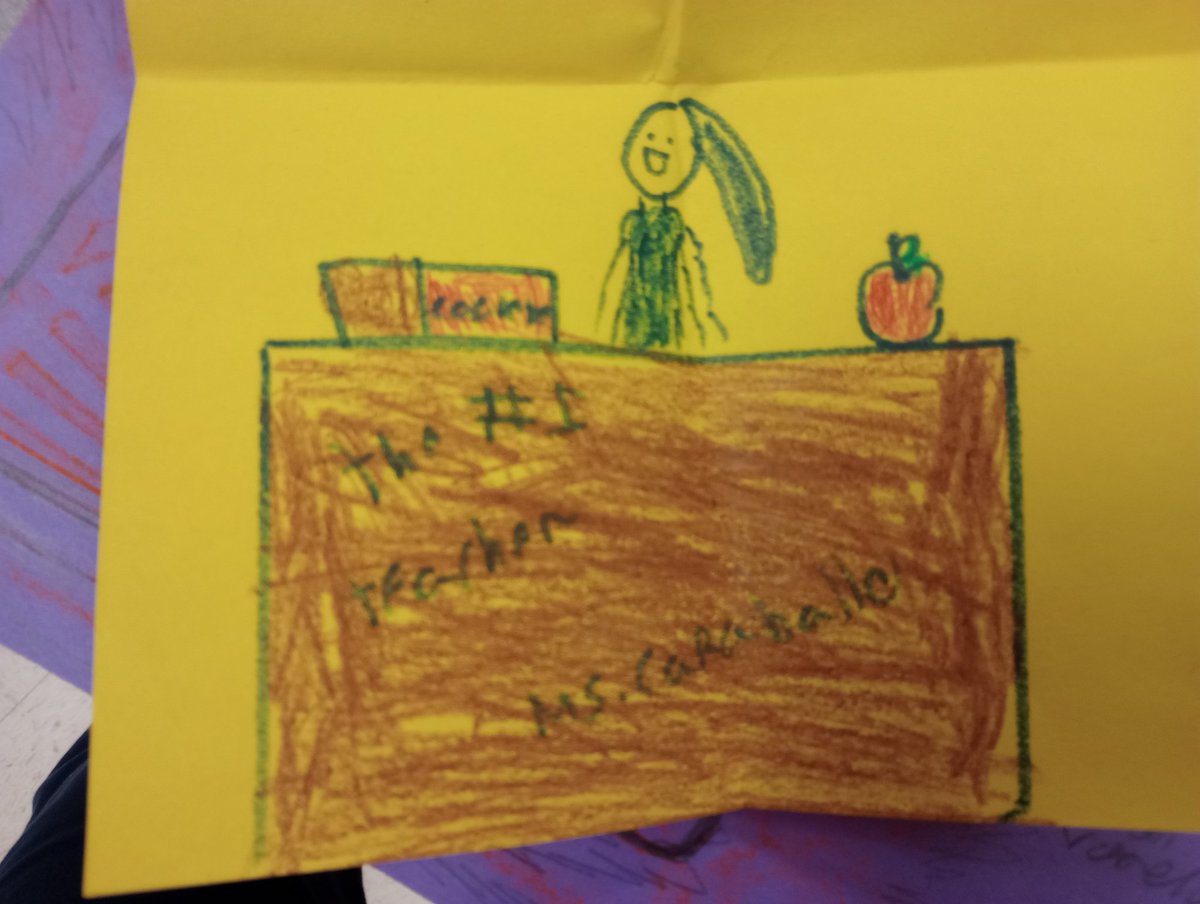 the #1
teacher
Ms. Caraballo